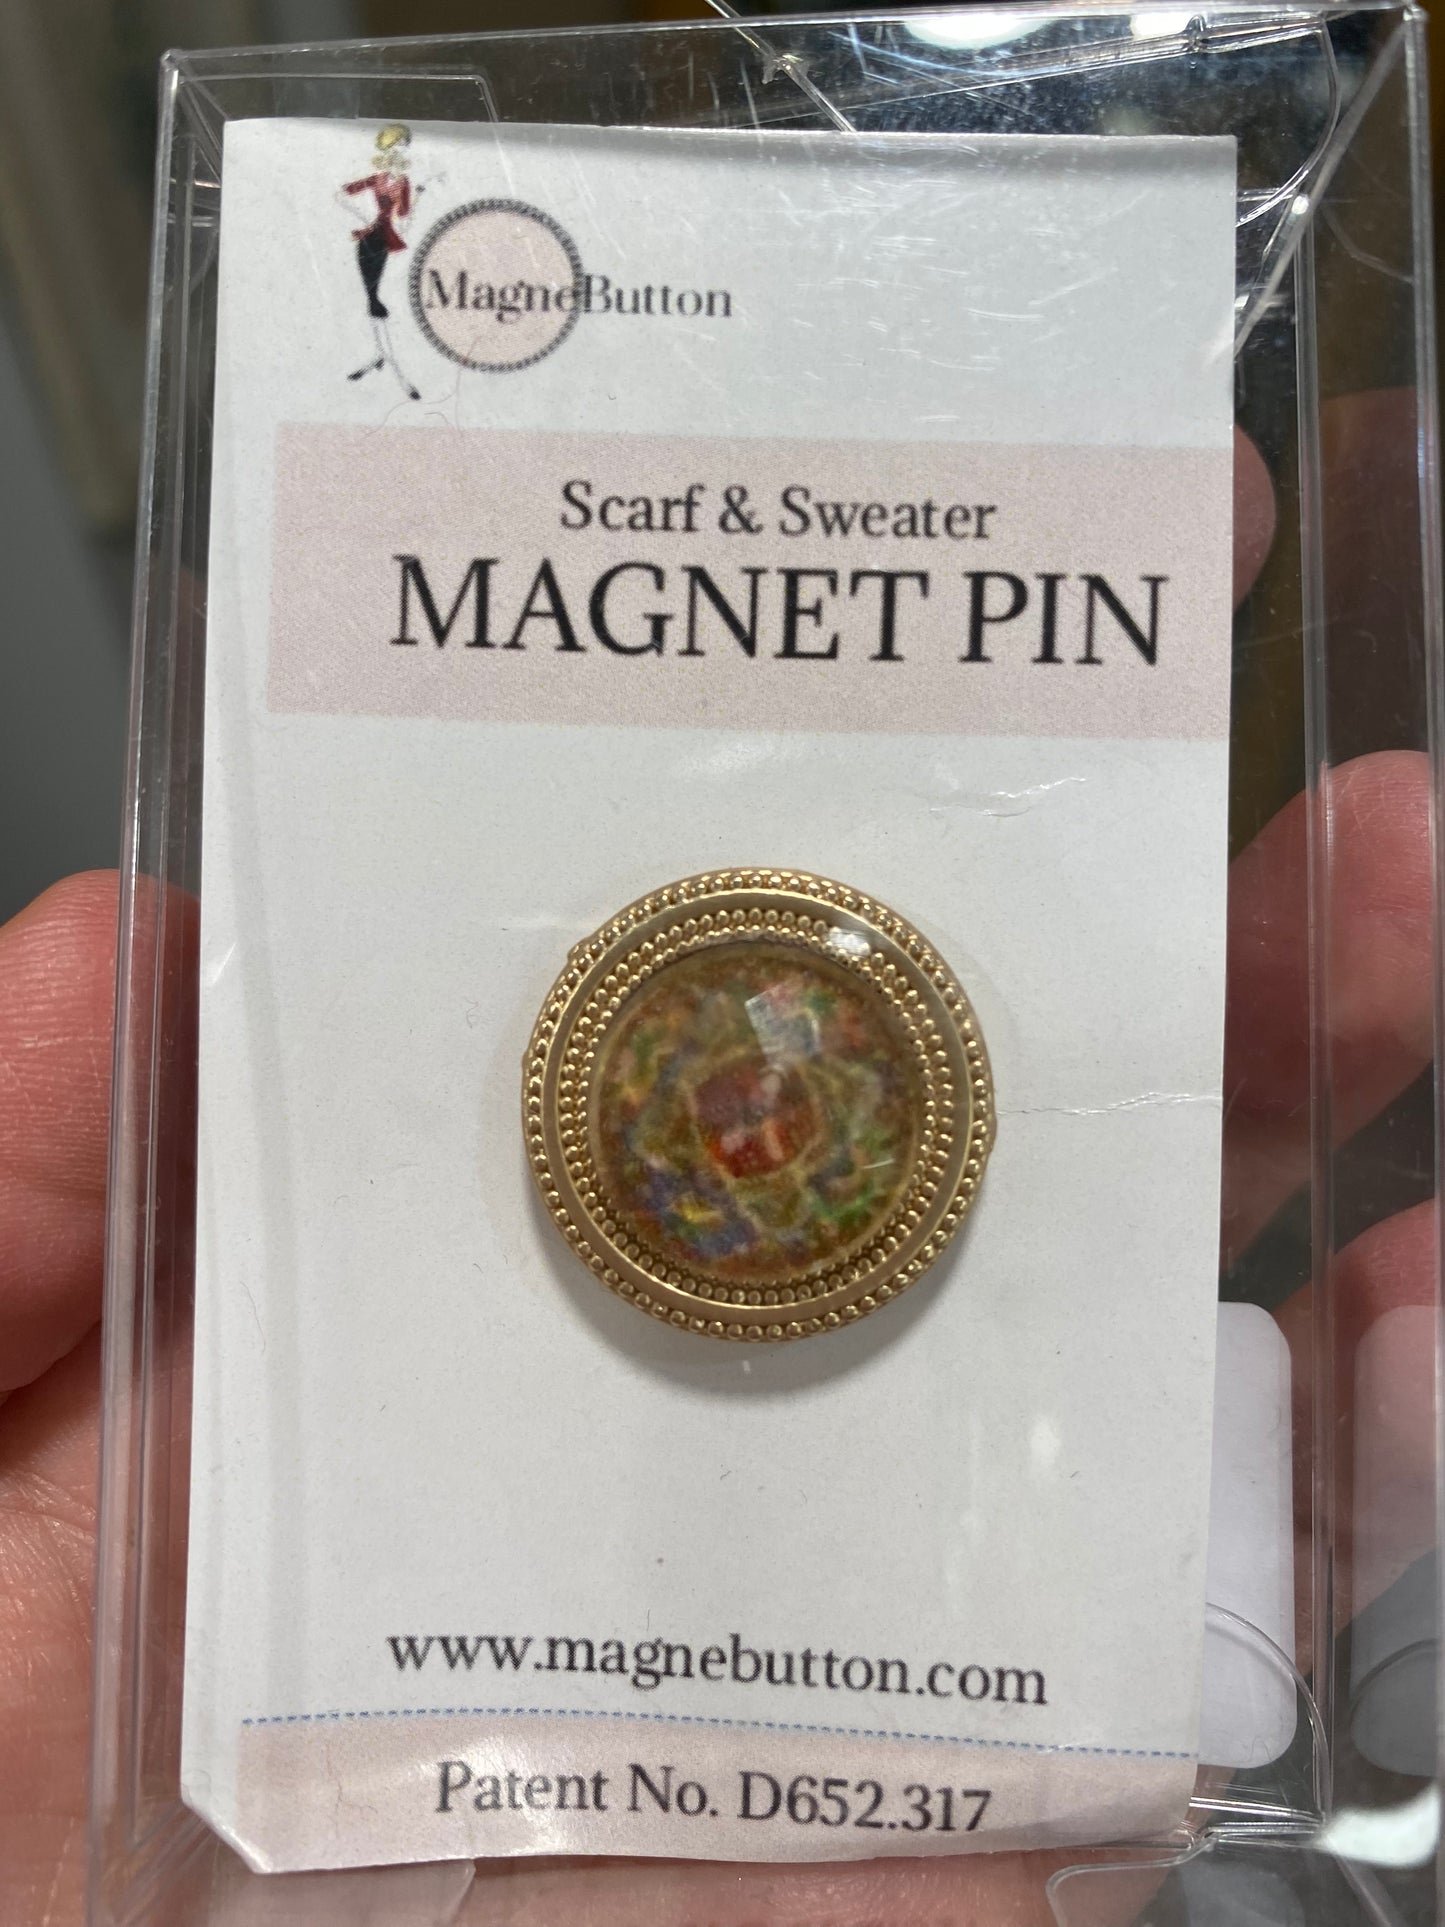 MagneButton
Scarf & Sweater
MAGNET PIN
www.magnebutton.com
Patent No. D652.317